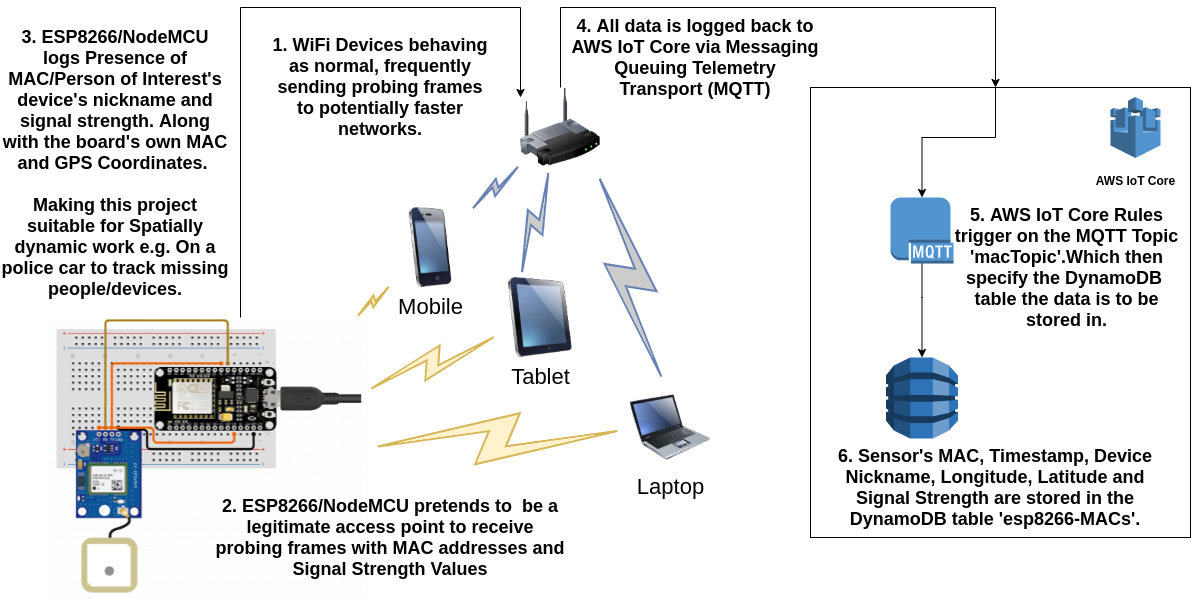 3. ESP8266/NodeMCU
logs Presence of
MAC/Person of Interest's
device's nickname and
signal strength. Along
with the board's own MAC
and GPS Coordinates.
Making this project
suitable for Spatially
dynamic work e.g. On a
police car to track missing
people/devices.
1. WiFi Devices behaving
as normal, frequently
sending probing frames
to potentially faster
networks.
4. All data is logged back to
AWS IoT Core via Messaging
Queuing Telemetry
Transport (MQTT)
AWS IoT Core
MQTT
5. AWS IoT Core Rules
trigger on the MQTT Topic
'macTopic'.Which then
specify the DynamoDB
table the data is to be
stored in.
Mobile
Tablet
Laptop
6. Sensor's MAC, Timestamp, Device
Nickname, Longitude, Latitude and
Signal Strength are stored in the
DynamoDB table 'esp8266-MACs'.
2. ESP8266/NodeMCU pretends to  be a
legitimate access point to receive
probing frames with MAC addresses and
Signal Strength Values